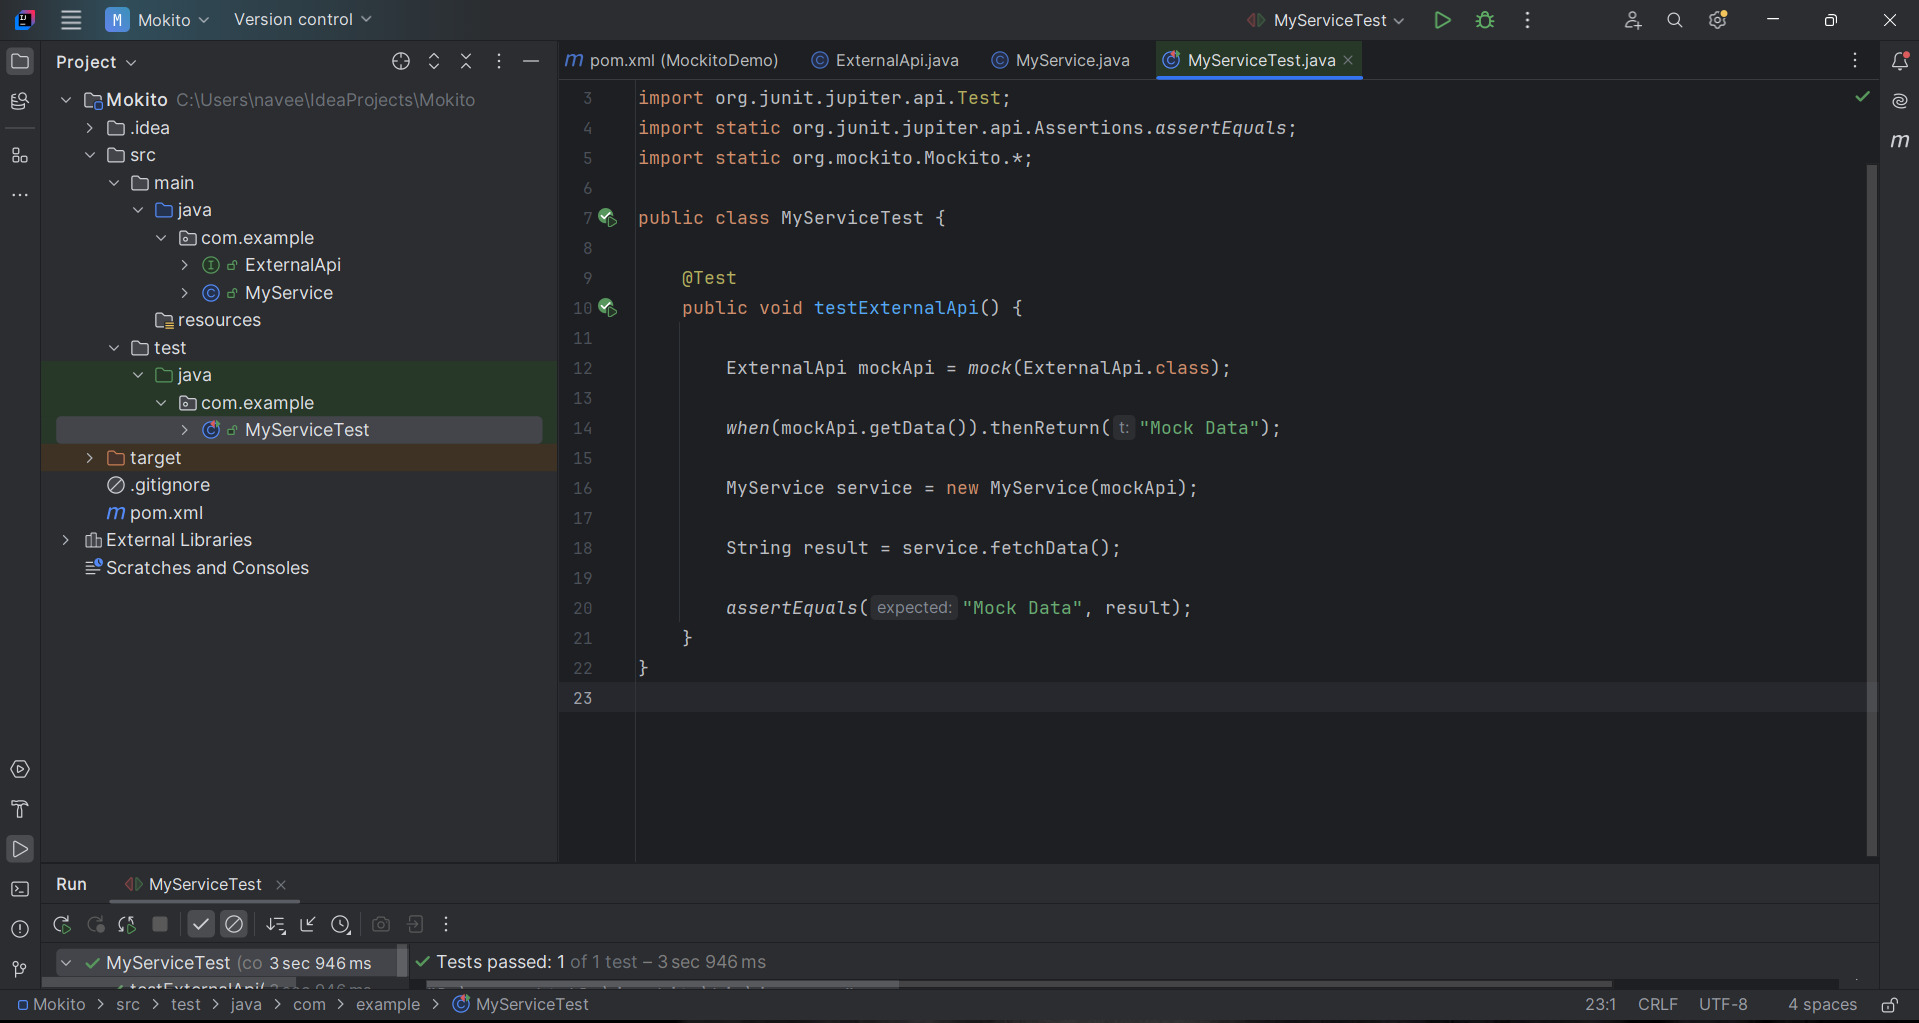 M Mokito Version control MyServiceTest
Project
pom.xml (MockitoDemo) ExternalApi.java MyService.java MyServiceTest.java
Mokito C:\Users\navee\IdeaProjects\Mokito
.idea
src
main
java
com.example
ExternalApi
MyService
resources
test
java
com.example
MyServiceTest
target
.gitignore
pom.xml
External Libraries
Scratches and Consoles
3 import org.junit.jupiter.api.Test;
4 import static org.junit.jupiter.api.Assertions.assertEquals;
5 import static org.mockito.Mockito.*;
6
7 public class MyServiceTest {
8
9 @Test
10 public void testExternalApi() {
11
12 ExternalApi mockApi = mock(ExternalApi.class);
13
14 when(mockApi.getData()).thenReturn( t: "Mock Data");
15
16 MyService service = new MyService(mockApi);
17
18 String result = service.fetchData();
19
20 assertEquals( expected: "Mock Data", result);
21 }
22 }
23
Run MyServiceTest
MyServiceTest (co 3 sec 946 ms
Tests passed: 1 of 1 test – 3 sec 946 ms
testExternalApi( 3 sec 946 ms
Mokito > src > test > java > com > example > MyServiceTest
23:1 CRLF UTF-8 4 spaces